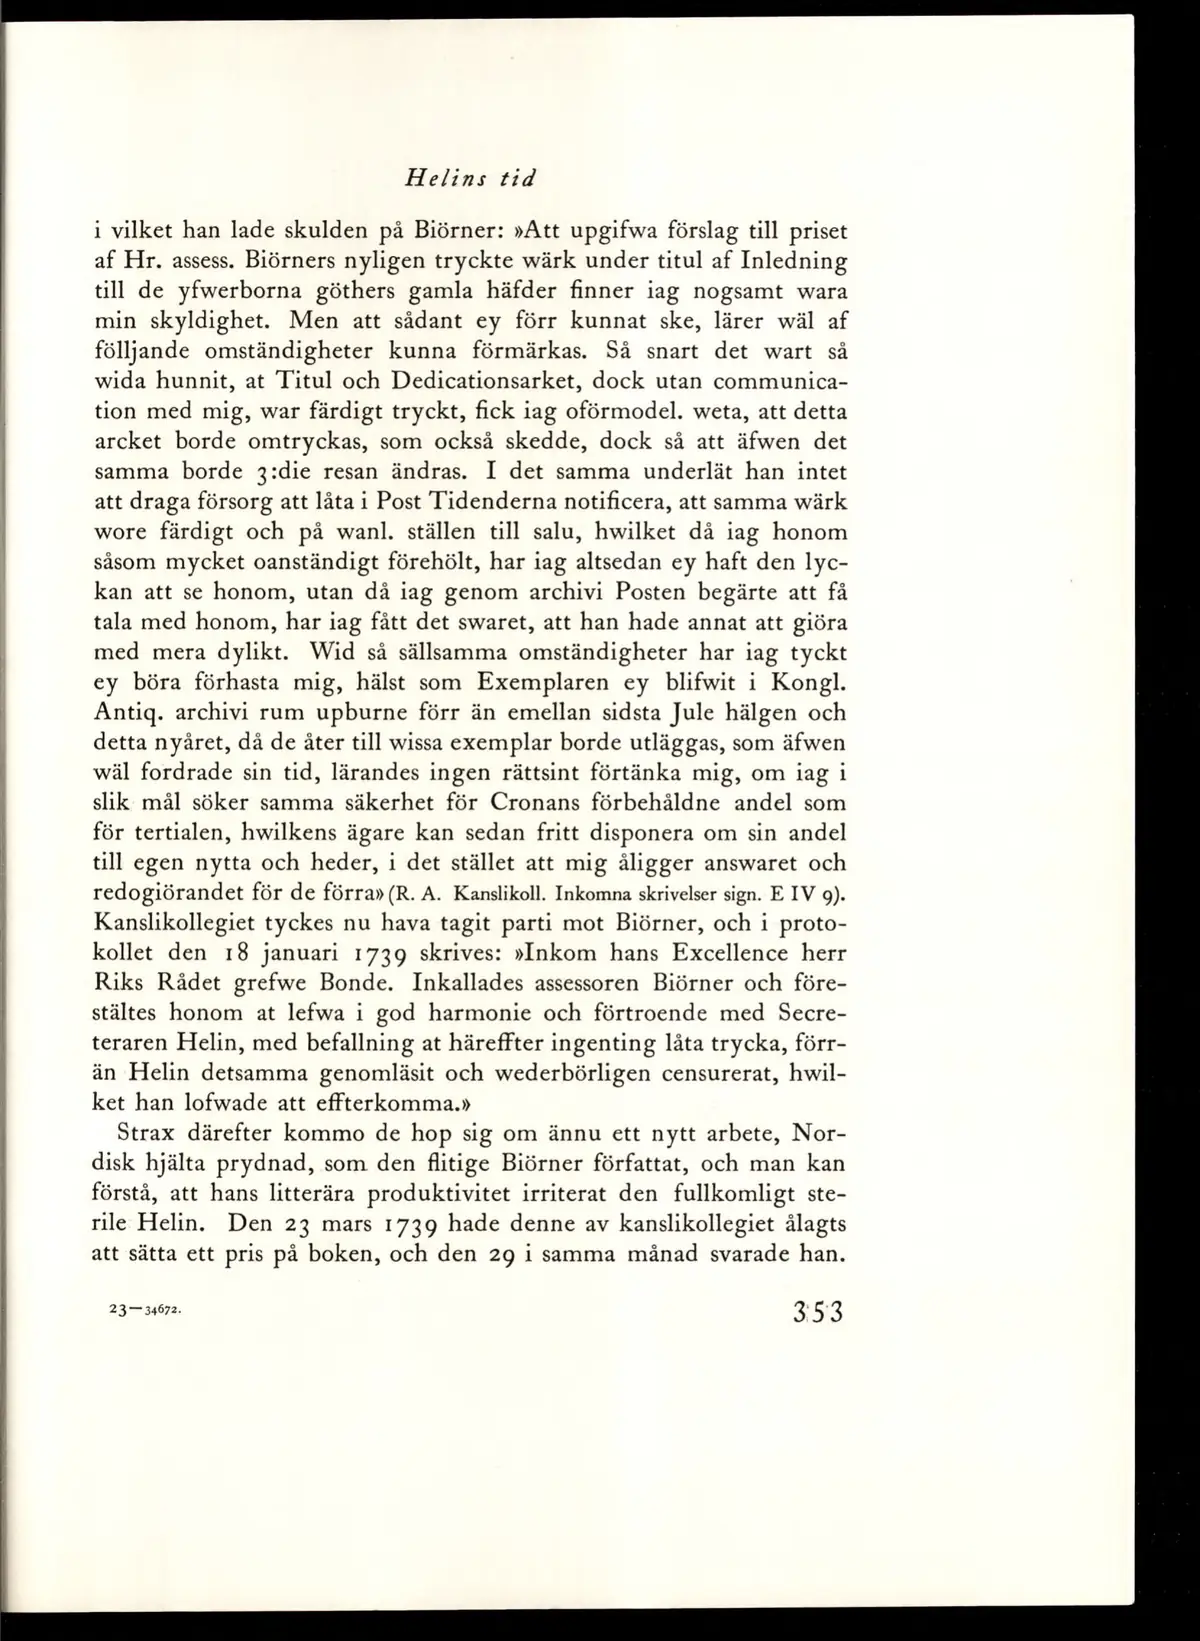 Helins tid
i vilket han lade skulden på Biörner: »Att upgifwa förslag till priset
af Hr. assess. Biörners nyligen tryckte wärk under titul af Inledning
till de yfwerborna göthers gamla häfder finner iag nogsamt wara
min skyldighet. Men att sådant ey förr kunnat ske, lärer wäl af
fölljande omständigheter kunna förmärkas. Så snart det wart så
wida hunnit, at Titul och Dedicationsarket, dock utan communica-
tion med mig, war färdigt tryckt, fick iag oförmodel. weta, att detta
arcket borde omtryckas, som också skedde, dock så att äfwen det
samma borde 3:die resan ändras. I det samma underlät han intet
att draga försorg att låta i Post Tidenderna notificera, att samma wärk
wore färdigt och på wanl. ställen till salu, hwilket då iag honom
såsom mycket oanständigt förehölt, har iag altsedan ey haft den lyc-
kan att se honom, utan då iag genom archivi Posten begärte att få
tala med honom, har iag fått det swaret, att han hade annat att giöra
med mera dylikt. Wid så sällsamma omständigheter har iag tyckt
ey böra förhasta mig, hälst som Exemplaren ey blifwit i Kongl.
Antiq. archivi rum upburne förr än emellan sidsta Jule hälgen och
detta nyåret, då de åter till wissa exemplar borde utläggas, som äfwen
wäl fordrade sin tid, lärandes ingen rättsint förtänka mig, om iag i
slik mål söker samma säkerhet för Cronans förbehåldne andel som
för tertialen, hwilkens ägare kan sedan fritt disponera om sin andel
till egen nytta och heder, i det stället att mig åligger answaret och
redogiörandet för de förra» (R. A. Kanslikoll. Inkomna skrivelser sign. E IV 9).
Kanslikollegiet tyckes nu hava tagit parti mot Biörner, och i proto-
kollet den 18 januari 1739 skrives: »Inkom hans Excellence herr
Riks Rådet grefwe Bonde. Inkallades assessoren Biörner och före-
stältes honom at lefwa i god harmonie och förtroende med Secre-
teraren Helin, med befallning at häreffter ingenting låta trycka, förr-
än Helin detsamma genomläsit och wederbörligen censurerat, hwil-
ket han lofwade att effterkomma.»
Strax därefter kommo de hop sig om ännu ett nytt arbete, Nor-
disk hjälta prydnad, som den flitige Biörner författat, och man kan
förstå, att hans litterära produktivitet irriterat den fullkomligt ste-
rile Helin. Den 23 mars 1739 hade denne av kanslikollegiet ålagts
att sätta ett pris på boken, och den 29 i samma månad svarade han.
23—34672.
353